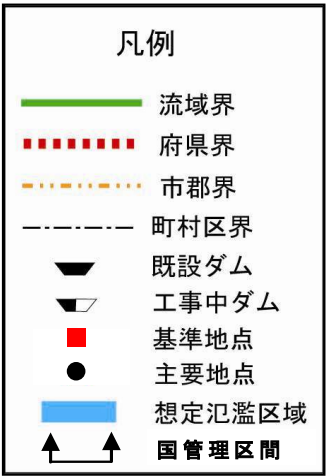 凡例
流域界
府県界
市郡界
町村区界
既設ダム
工事中ダム
基準地点
主要地点
想定氾濫区域
国管理区間